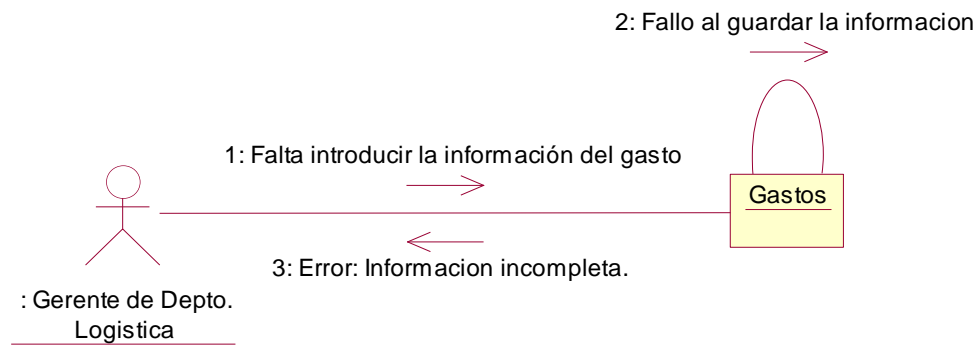 2: Fallo al guardar la informacion
1: Falta introducir la información del gasto
Gastos
3: Error: Informacion incompleta.
: Gerente de Depto.
Logistica